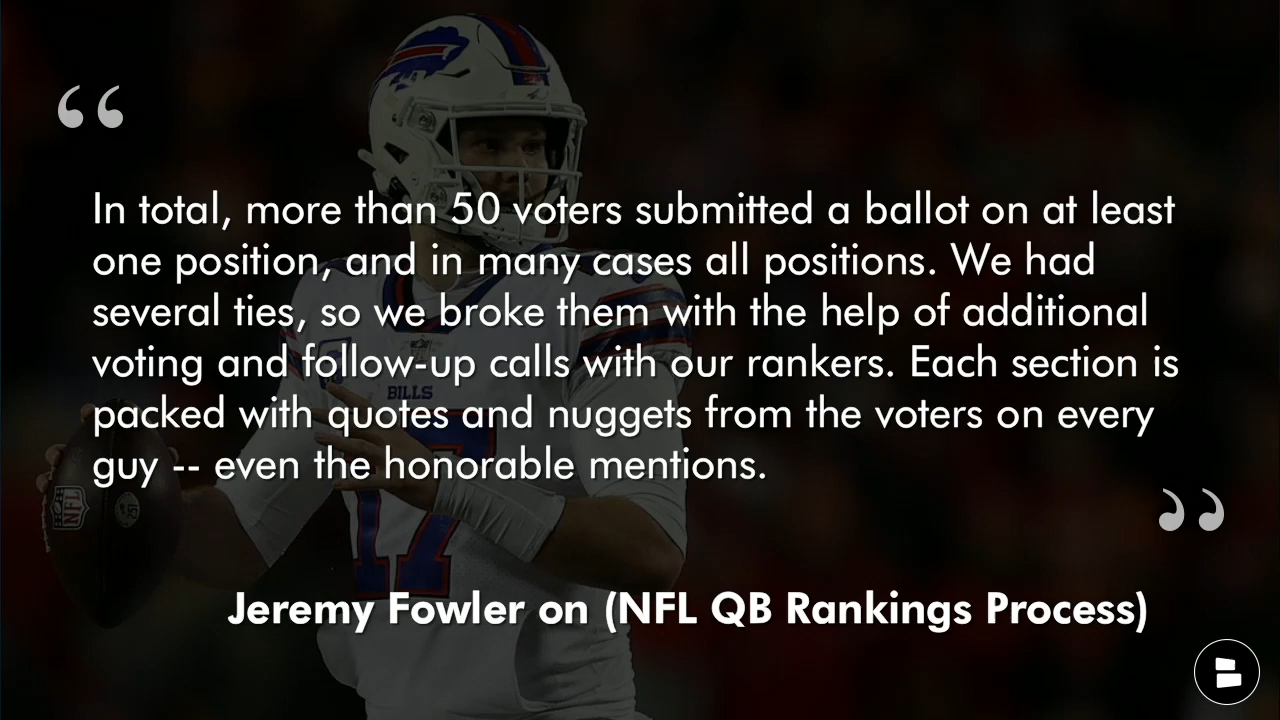 “
In total, more than 50 voters submitted a ballot on at least
one position, and in many cases all positions. We had
several ties, so we broke them with the help of additional
voting and follow-up calls with our rankers. Each section is
packed with quotes and nuggets from the voters on every
guy -- even the honorable mentions.
”
Jeremy Fowler on (NFL QB Rankings Process)
BILLS
17
NFL